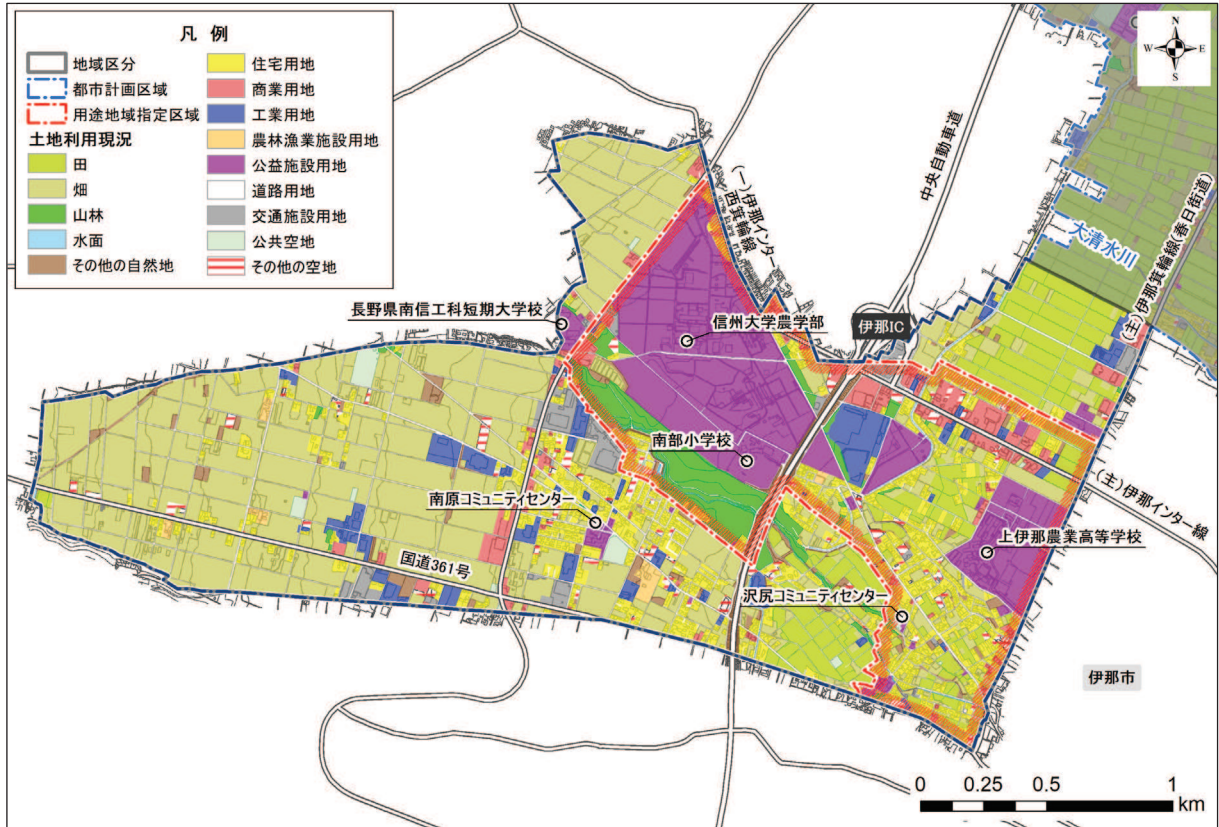 凡 例
地域区分
都市計画区域
用途地域指定区域
土地利用現況
田
畑
山林
水面
その他の自然地
住宅用地
商業用地
工業用地
農林漁業施設用地
公益施設用地
道路用地
交通施設用地
公共空地
その他の空地
N
W
E
S
(一)伊那インター
西箕輪線
中央自動車道
大清水川
(主)伊那箕輪線(春日街道)
長野県南信工科短期大学校
信州大学農学部
伊那IC
南部小学校
南原コミュニティセンター
(主)伊那インター線
上伊那農業高等学校
国道361号
沢尻コミュニティセンター
伊那市
0 0.25 0.5 1
km